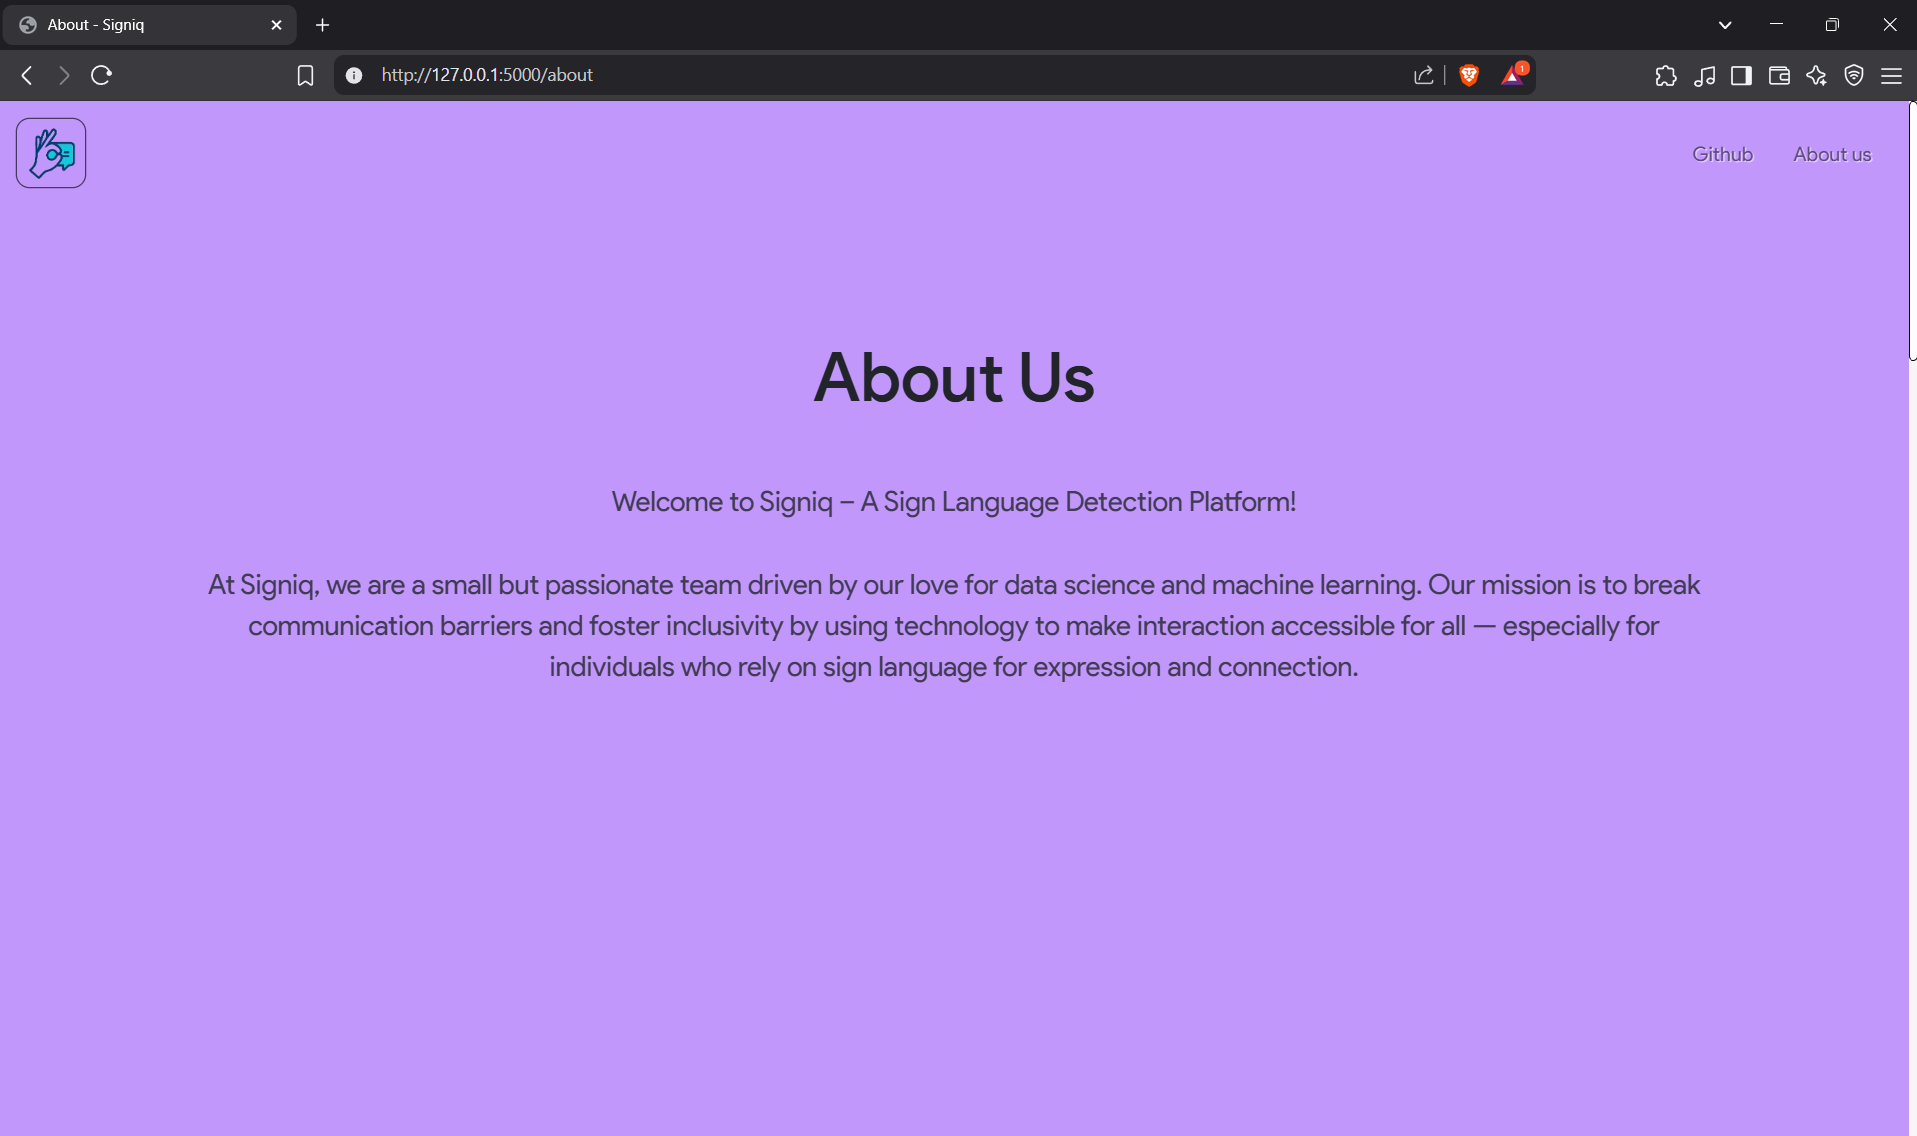 About - Signiq
http://127.0.0.1:5000/about
1
Github
About us
About Us
Welcome to Signiq – A Sign Language Detection Platform!
At Signiq, we are a small but passionate team driven by our love for data science and machine learning. Our mission is to break
communication barriers and foster inclusivity by using technology to make interaction accessible for all — especially for
individuals who rely on sign language for expression and connection.